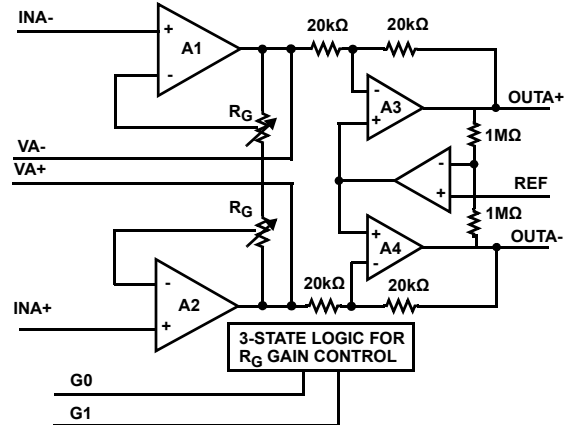 INA-
+
A1
-
20kΩ
20kΩ
-
A3
+
OUTA+
RG
1MΩ
VA-
VA+
-
+
REF
RG
1MΩ
+
A4
-
OUTA-
-
A2
+
20kΩ
20kΩ
INA+
3-STATE LOGIC FOR
RG GAIN CONTROL
G0
G1